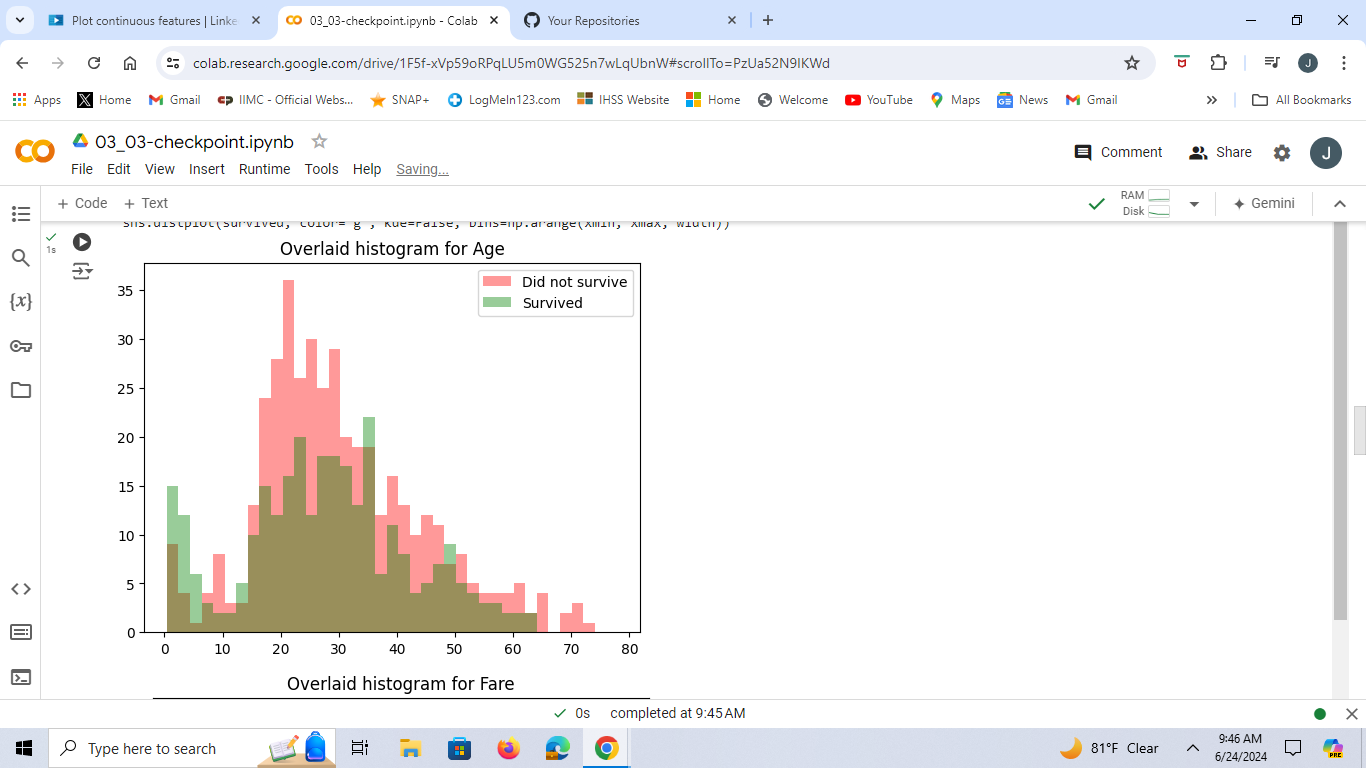 Plot continuous features | Linke
03_03-checkpoint.ipynb - Colab
Your Repositories
colab.research.google.com/drive/1F5f-xVp59oRPqLU5m0WG525n7wLqUbnW#scrollTo=PzUa52N9IKWd
J
Apps Home Gmail IIMC - Official Webs... SNAP+ LogMeIn123.com IHSS Website Home Welcome YouTube Maps News Gmail » All Bookmarks
CO 03_03-checkpoint.ipynb
File Edit View Insert Runtime Tools Help Saving...
Comment Share J
+ Code + Text
RAM
Disk
Gemini
{x}
sns.distplot(survived, color='g', kde=False, bins=np.arange(xmin, xmax, width))
1s
Overlaid histogram for Age
Did not survive
Survived
35
30
25
20
15
10
5
0
0 10 20 30 40 50 60 70 80
Overlaid histogram for Fare
0s completed at 9:45 AM
Type here to search
81°F Clear
9:46 AM
6/24/2024
PRE